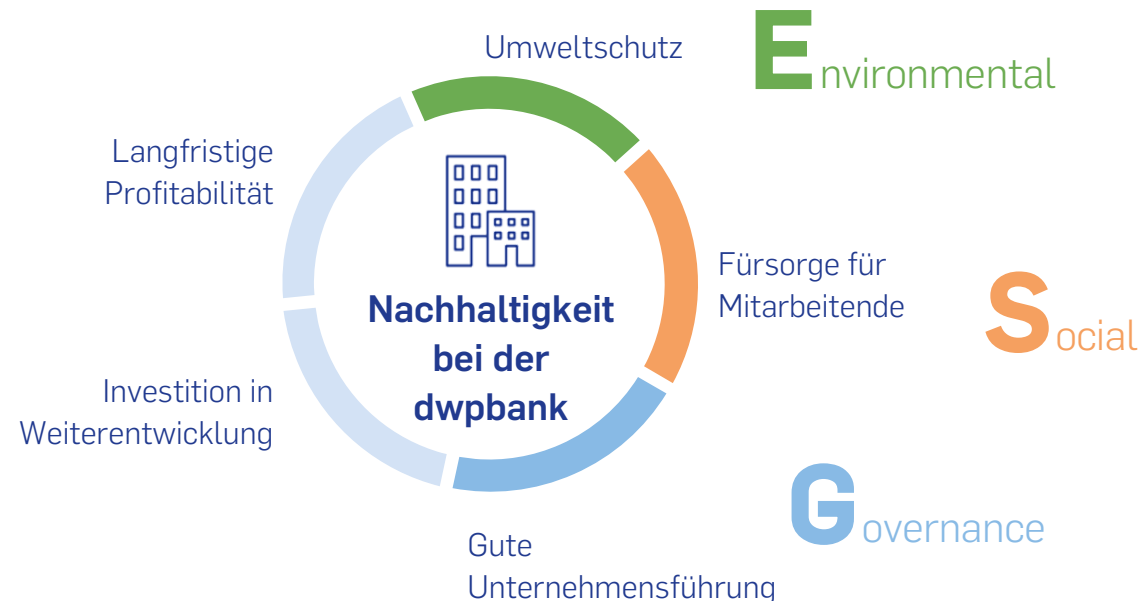 Umweltschutz
Environmental
Langfristige
Profitabilität
Nachhaltigkeit
bei der
dwpbank
Fürsorge für
Mitarbeitende
Social
Investition in
Weiterentwicklung
Governance
Gute
Unternehmensführung